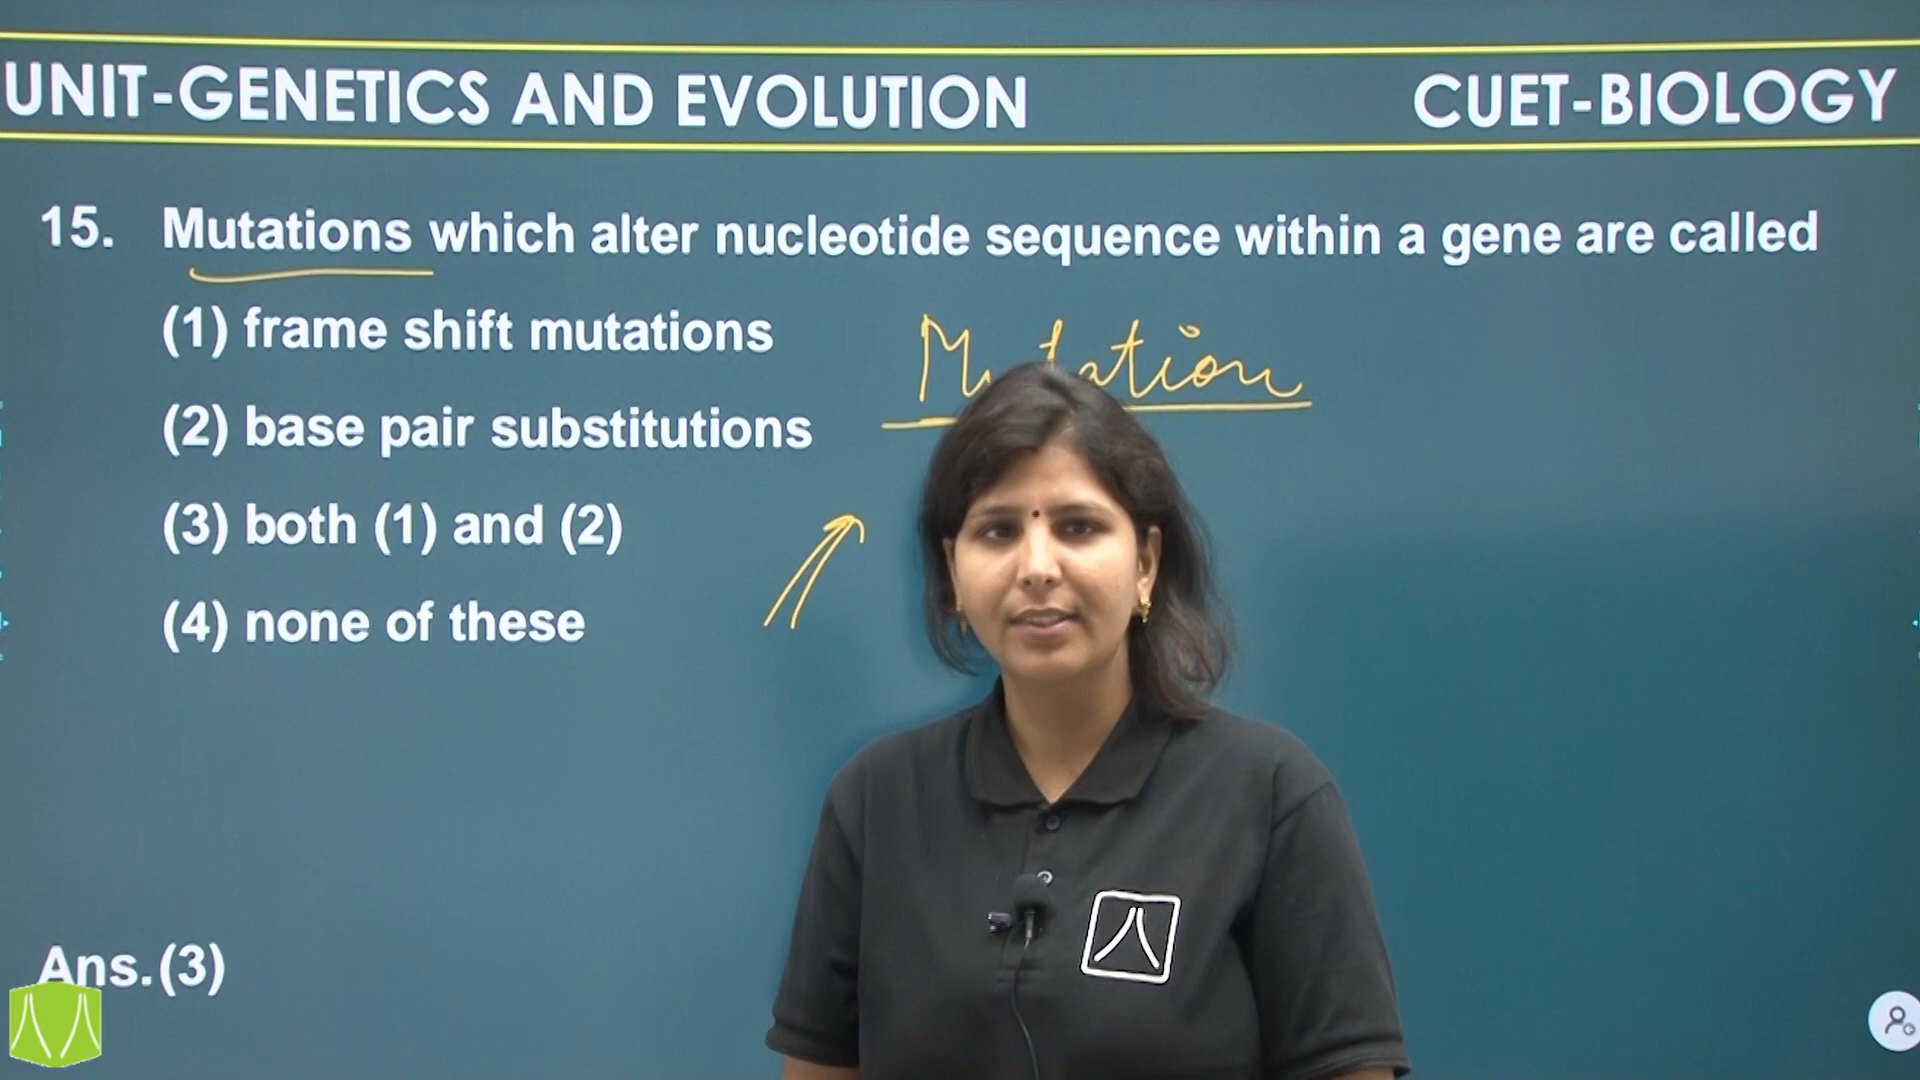 UNIT-GENETICS AND EVOLUTION CUET-BIOLOGY
15. Mutations which alter nucleotide sequence within a gene are called
(1) frame shift mutations
Mutation
(2) base pair substitutions
(3) both (1) and (2)
(4) none of these
Ans.(3)